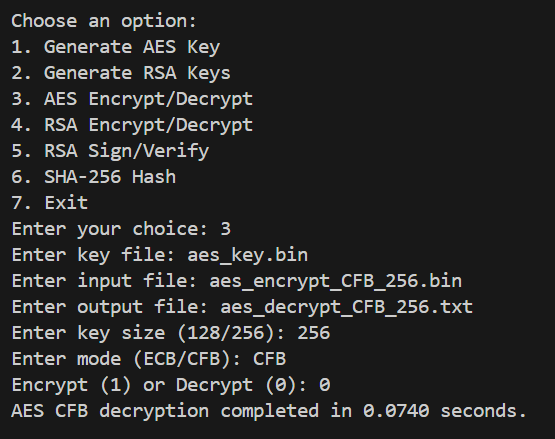 Choose an option:
1. Generate AES Key
2. Generate RSA Keys
3. AES Encrypt/Decrypt
4. RSA Encrypt/Decrypt
5. RSA Sign/Verify
6. SHA-256 Hash
7. Exit
Enter your choice: 3
Enter key file: aes_key.bin
Enter input file: aes_encrypt_CFB_256.bin
Enter output file: aes_decrypt_CFB_256.txt
Enter key size (128/256): 256
Enter mode (ECB/CFB): CFB
Encrypt (1) or Decrypt (0): 0
AES CFB decryption completed in 0.0740 seconds.